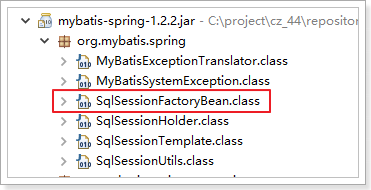 mybatis-spring-1.2.2.jar - C:\project\cz_44\repositor
org.mybatis.spring
MyBatisExceptionTranslator.class
MyBatisSystemException.class
SqlSessionFactoryBean.class
SqlSessionHolder.class
SqlSessionTemplate.class
SqlSessionUtils.class